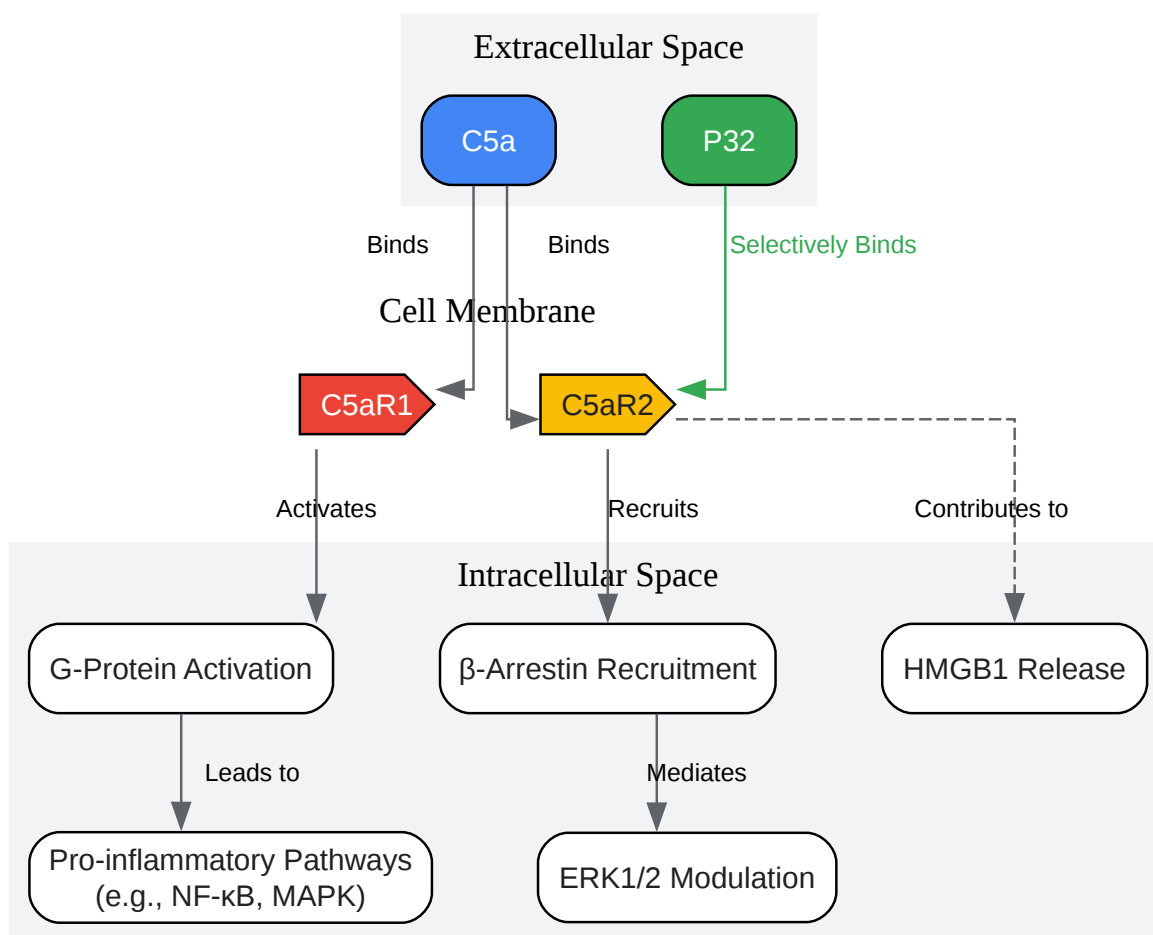 Extracellular Space
C5a
P32
Binds
Binds
Selectively Binds
Cell Membrane
C5aR1
C5aR2
Activates
Recruits
Contributes to
Intracellular Space
G-Protein Activation
β-Arrestin Recruitment
HMGB1 Release
Leads to
Mediates
Pro-inflammatory Pathways
(e.g., NF-κB, MAPK)
ERK1/2 Modulation